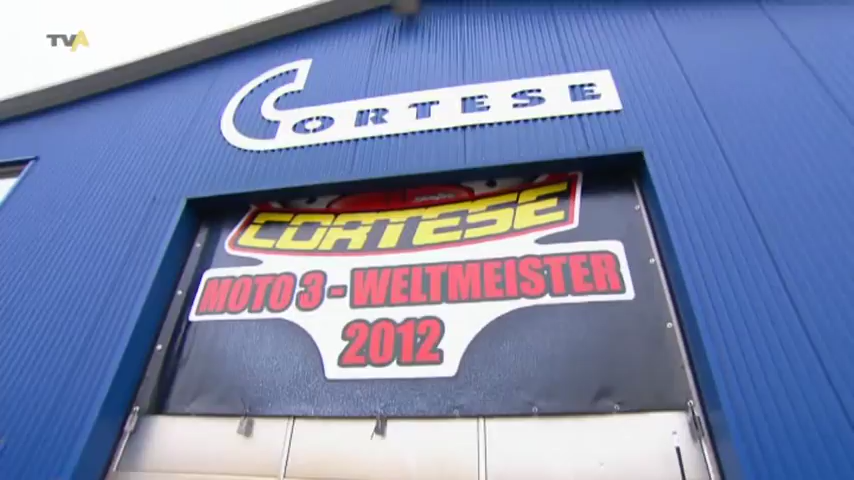 TVA
CORTESE
CORTESE
MOTO 3 - WELTMEISTER
2012